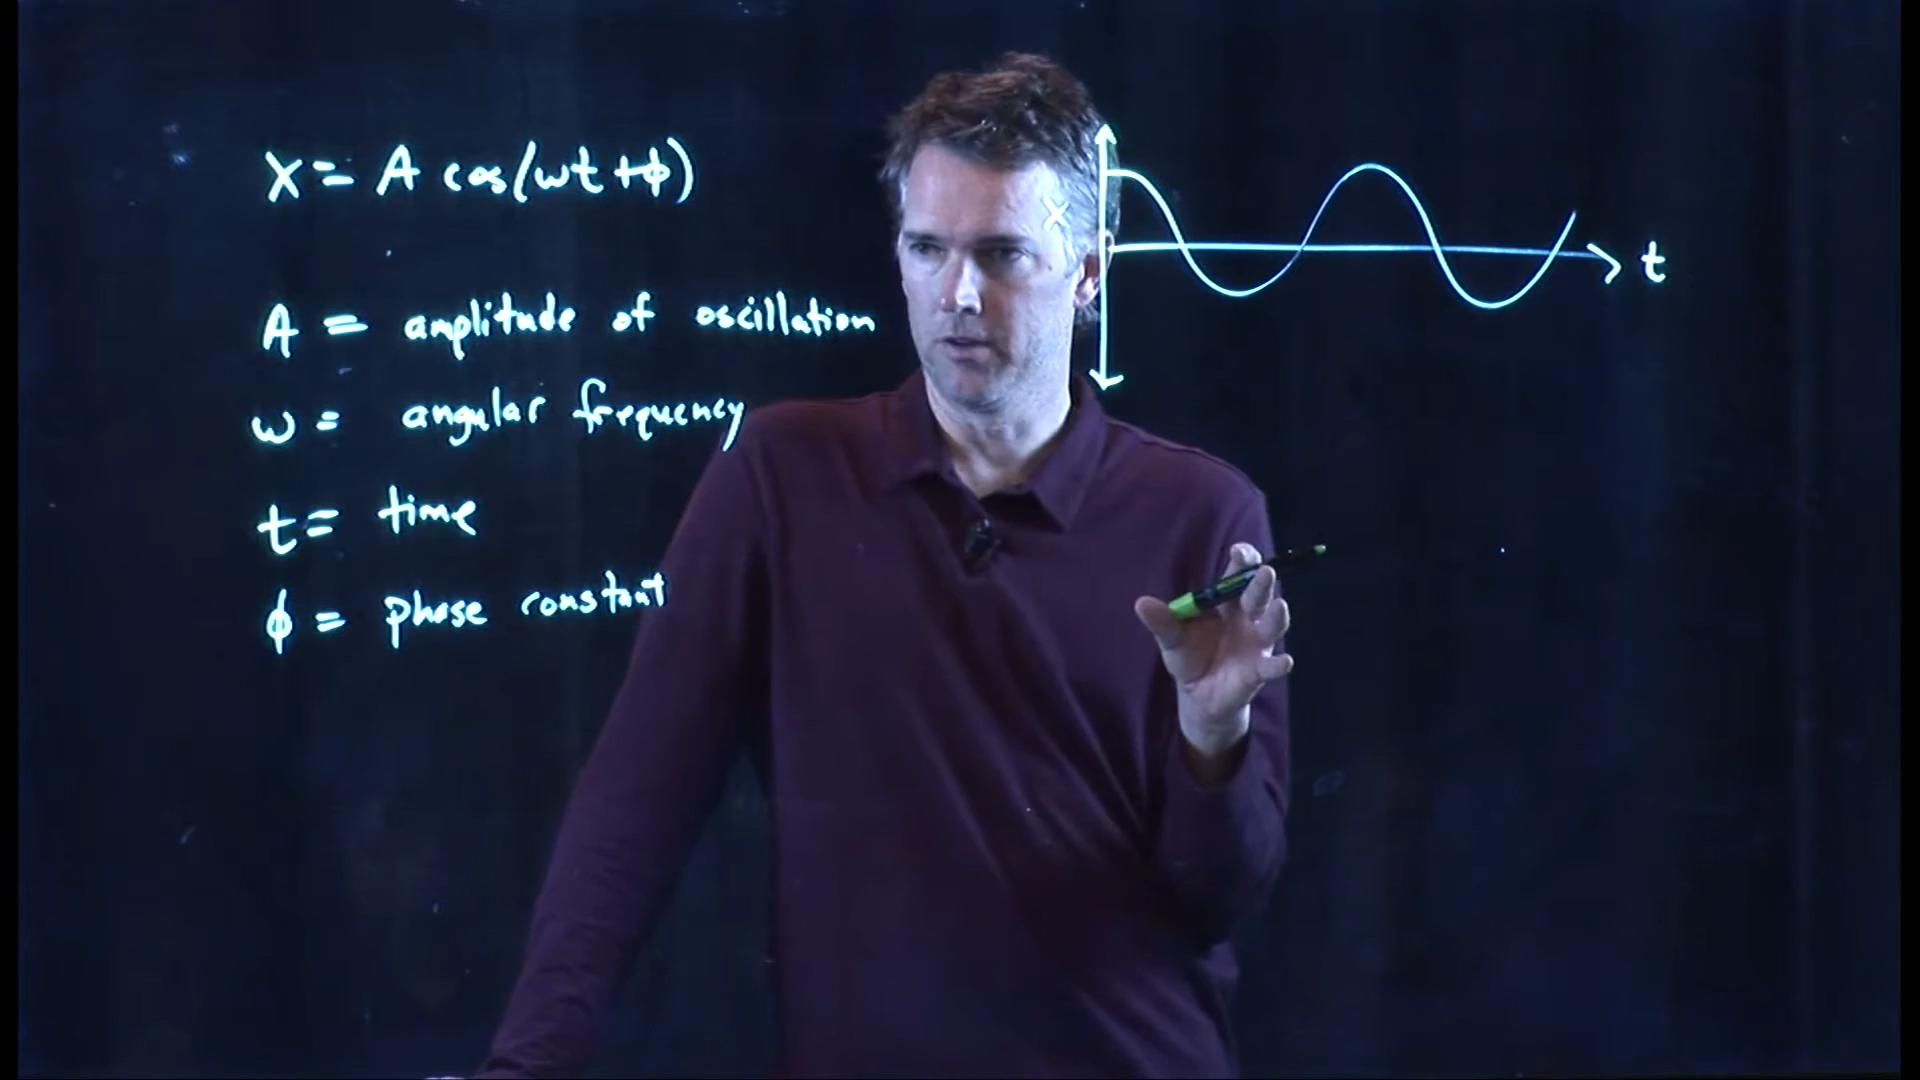 x = A cos(ωt+ϕ)
A = amplitude of oscillation
ω = angular frequency
t = time
ϕ = phase constant
x
t